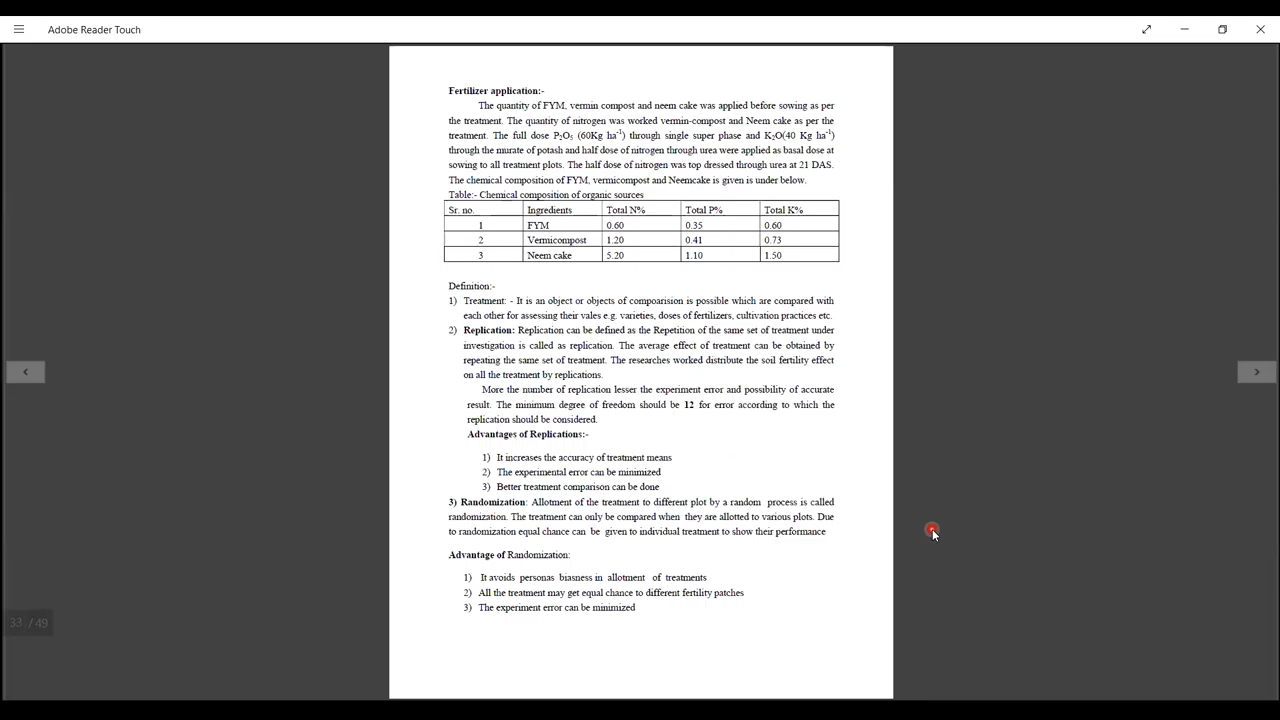 Adobe Reader Touch
Fertilizer application:-
The quantity of FYM, vermin compost and neem cake was applied before sowing as per
the treatment. The quantity of nitrogen was worked vermin-compost and Neem cake as per the
treatment. The full dose P₂O₅ (60Kg ha⁻¹) through single super phase and K₂O(40 Kg ha⁻¹)
through the murate of potash and half dose of nitrogen through urea were applied as basal dose at
sowing to all treatment plots. The half dose of nitrogen was top dressed through urea at 21 DAS.
The chemical composition of FYM, vermicompost and Neemcake is given is under below.
Table:- Chemical composition of organic sources
Sr. no. Ingredients Total N% Total P% Total K%
1 FYM 0.60 0.35 0.60
2 Vermicompost 1.20 0.41 0.73
3 Neem cake 5.20 1.10 1.50
Definition:-
1) Treatment: - It is an object or objects of compoarision is possible which are compared with
each other for assessing their vales e.g. varieties, doses of fertilizers, cultivation practices etc.
2) Replication: Replication can be defined as the Repetition of the same set of treatment under
investigation is called as replication. The average effect of treatment can be obtained by
repeating the same set of treatment. The researches worked distribute the soil fertility effect
on all the treatment by replications.
More the number of replication lesser the experiment error and possibility of accurate
result. The minimum degree of freedom should be 12 for error according to which the
replication should be considered.
Advantages of Replications:-
1) It increases the accuracy of treatment means
2) The experimental error can be minimized
3) Better treatment comparison can be done
3) Randomization: Allotment of the treatment to different plot by a random process is called
randomization. The treatment can only be compared when they are allotted to various plots. Due
to randomization equal chance can be given to individual treatment to show their performance
Advantage of Randomization:
1) It avoids personas biasness in allotment of treatments
2) All the treatment may get equal chance to different fertility patches
3) The experiment error can be minimized
33 / 49